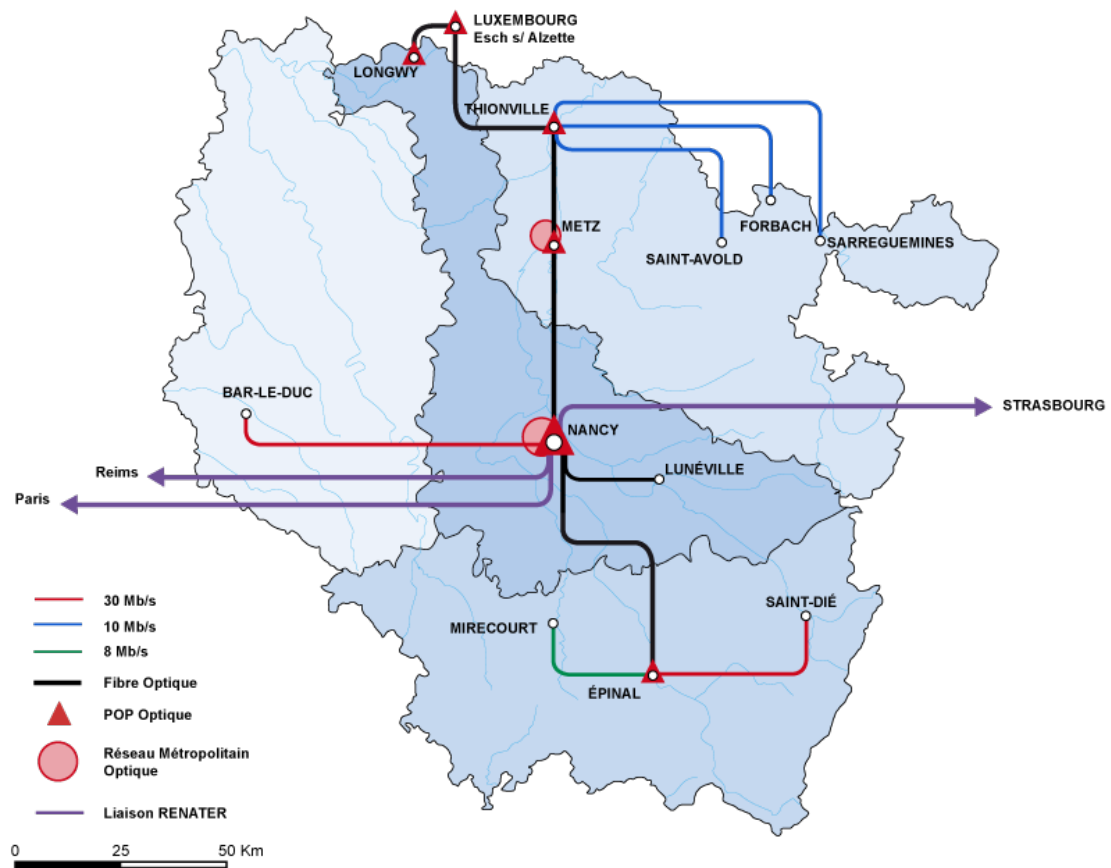 LUXEMBOURG
Esch s/ Alzette
LONGWY
THIONVILLE
METZ
FORBACH
SARREGUEMINES
SAINT-AVOLD
BAR-LE-DUC
STRASBOURG
NANCY
Reims
LUNÉVILLE
Paris
30 Mb/s
SAINT-DIÉ
10 Mb/s
MIRECOURT
8 Mb/s
Fibre Optique
ÉPINAL
POP Optique
Réseau Métropolitain
Optique
Liaison RENATER
0 25 50 Km